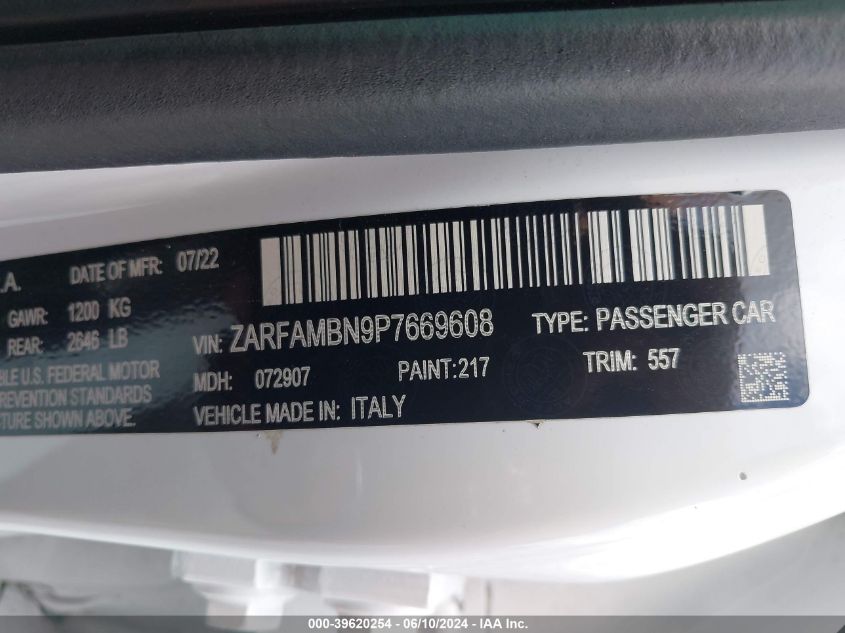 .A. DATE OF MFR: 07/22
GAWR: 1200 KG
REAR: 2646 LB VIN: ZARFAMBN9P7669608 TYPE: PASSENGER CAR
BLE U.S. FEDERAL MOTOR MDH: 072907 PAINT:217 TRIM: 557
REVENTION STANDARDS
TURE SHOWN ABOVE. VEHICLE MADE IN: ITALY
000-39620254 - 06/10/2024 - IAA Inc.